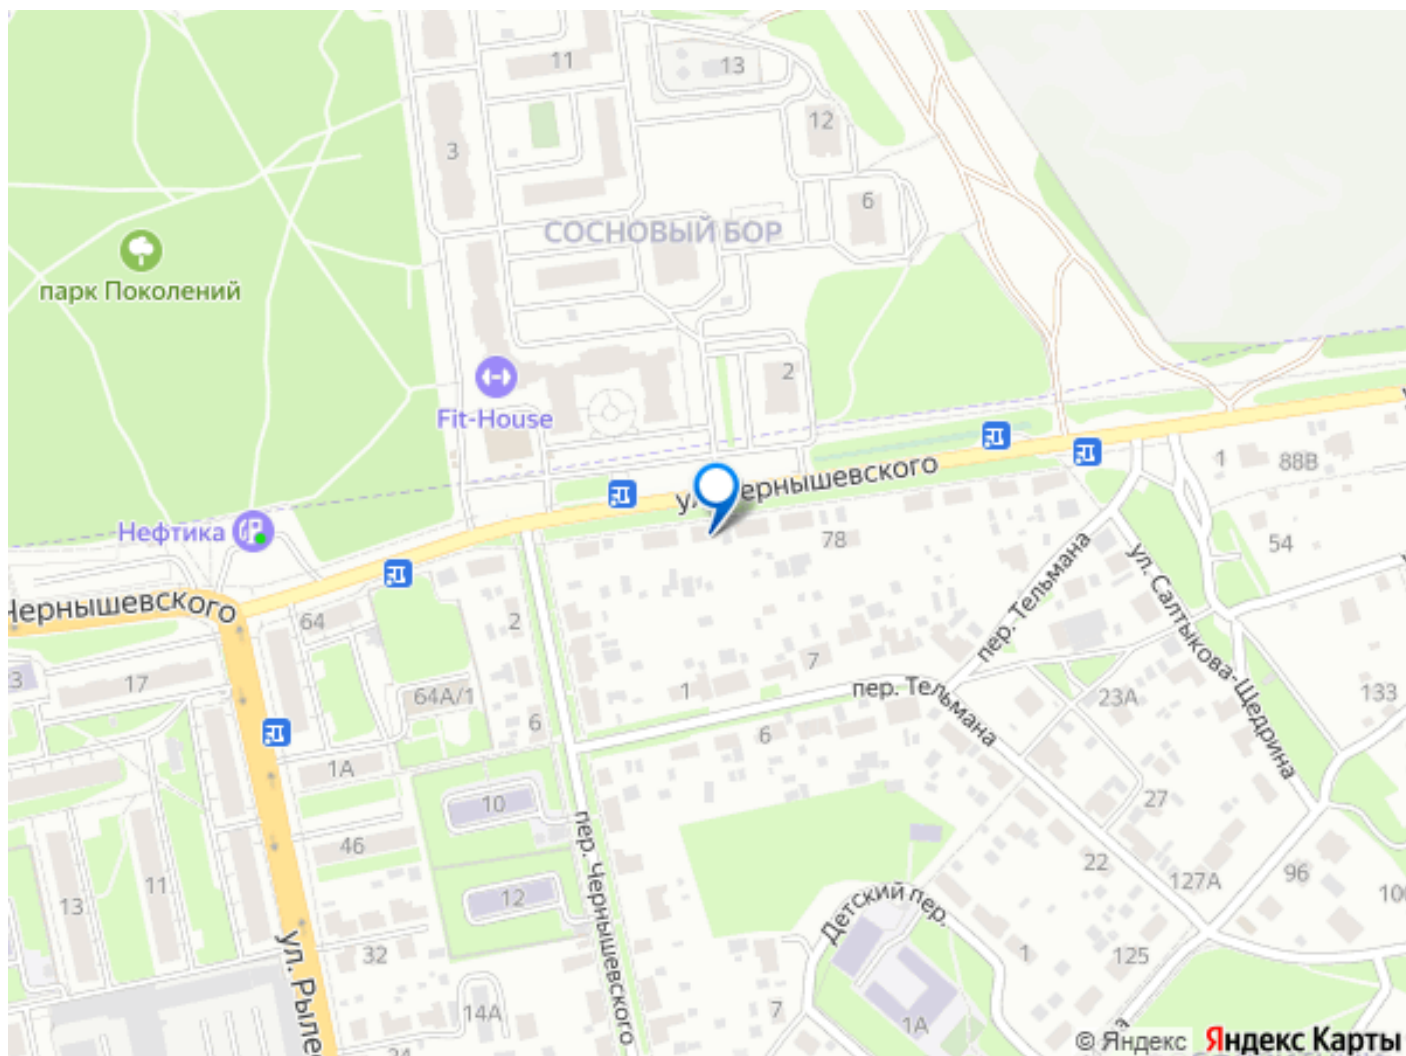 11
13
12
3
6
СОСНОВЫЙ БОР
парк Поколений
2
Fit-House
ул. Чернышевского
1
88В
Нефтика
78
54
Чернышевского
64
2
пер. Тельмана
ул. Салтыкова-Щедрина
3
17
64А/1
1
7
пер. Тельмана
23А
133
6
6
1А
10
27
46
пер. Чернышевского
22
127А
96
13
11
12
Детский пер.
ул. Рылее
32
1
125
14А
7
1А
© Яндекс Яндекс Карты